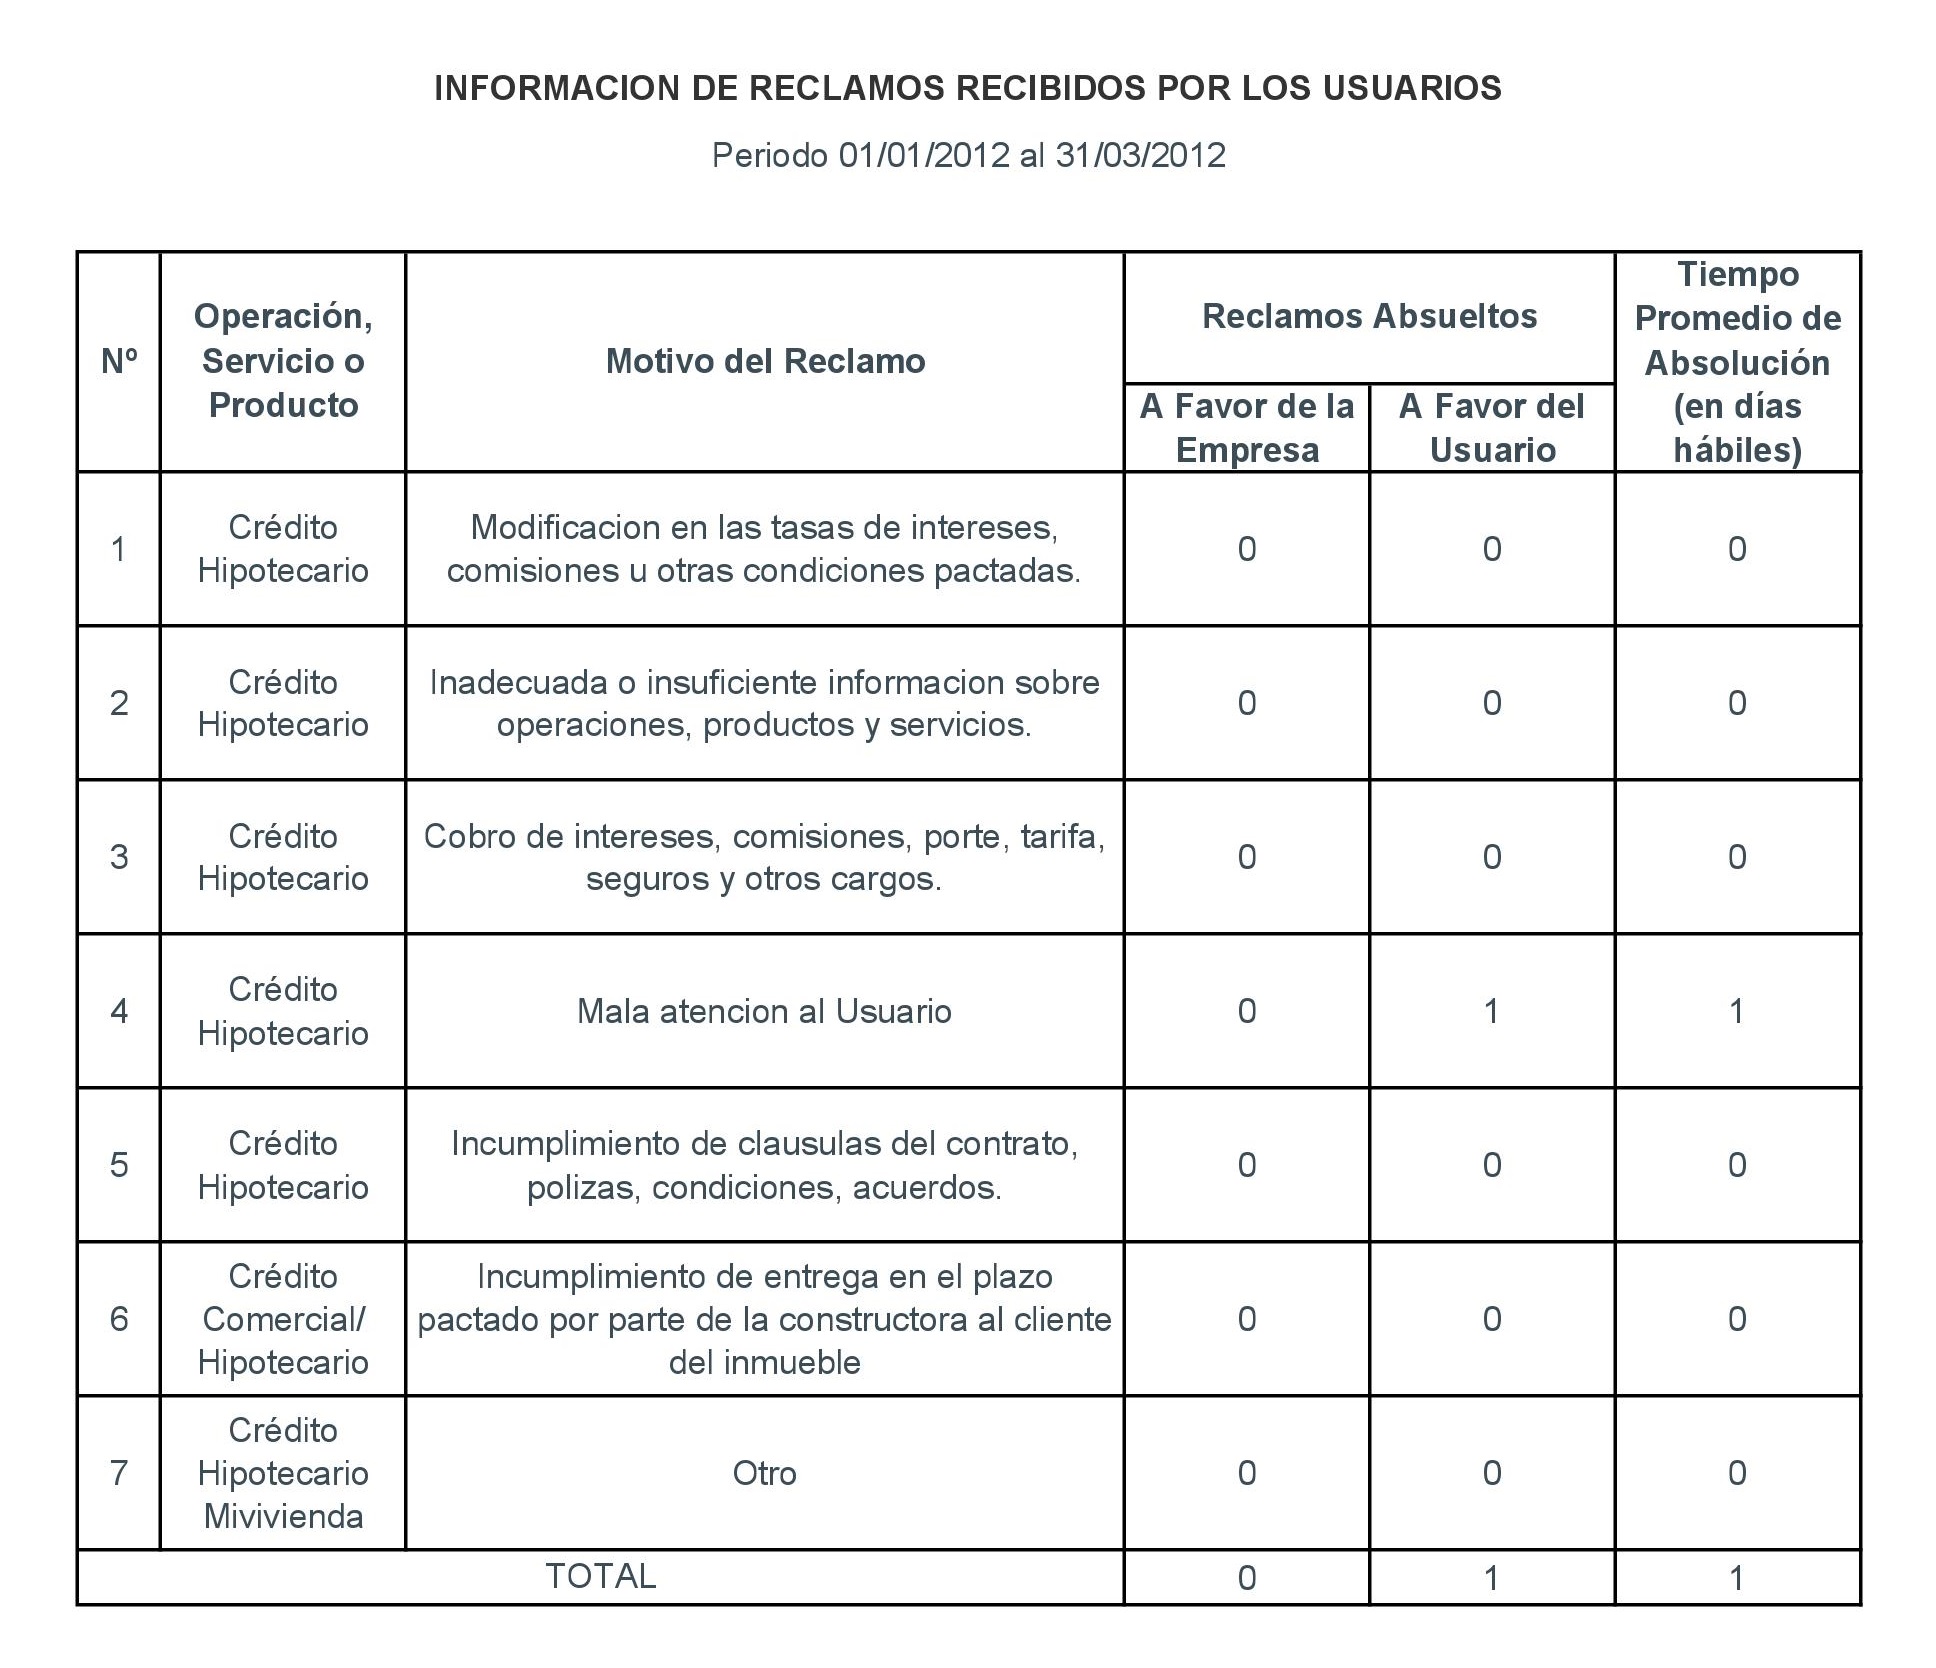 INFORMACION DE RECLAMOS RECIBIDOS POR LOS USUARIOS
Periodo 01/01/2012 al 31/03/2012
Nº
Operación,
Servicio o
Producto
Motivo del Reclamo
Reclamos Absueltos
A Favor de la
Empresa
A Favor del
Usuario
Tiempo
Promedio de
Absolución
(en días
hábiles)
1
Crédito
Hipotecario
Modificacion en las tasas de intereses,
comisiones u otras condiciones pactadas.
0
0
0
2
Crédito
Hipotecario
Inadecuada o insuficiente informacion sobre
operaciones, productos y servicios.
0
0
0
3
Crédito
Hipotecario
Cobro de intereses, comisiones, porte, tarifa,
seguros y otros cargos.
0
0
0
4
Crédito
Hipotecario
Mala atencion al Usuario
0
1
1
5
Crédito
Hipotecario
Incumplimiento de clausulas del contrato,
polizas, condiciones, acuerdos.
0
0
0
6
Crédito
Comercial/
Hipotecario
Incumplimiento de entrega en el plazo
pactado por parte de la constructora al cliente
del inmueble
0
0
0
7
Crédito
Hipotecario
Mivivienda
Otro
0
0
0
TOTAL
0
1
1